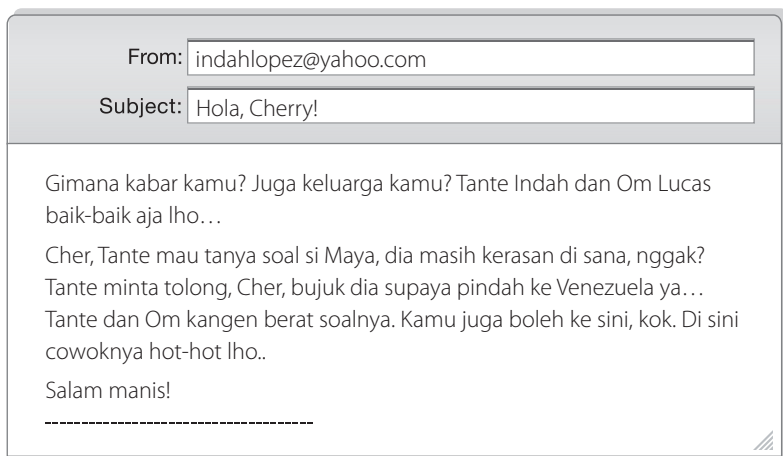 From: indahlopez@yahoo.com
Subject: Hola, Cherry!
Gimana kabar kamu? Juga keluarga kamu? Tante Indah dan Om Lucas
baik-baik aja lho…
Cher, Tante mau tanya soal si Maya, dia masih kerasan di sana, nggak?
Tante minta tolong, Cher, bujuk dia supaya pindah ke Venezuela ya…
Tante dan Om kangen berat soalnya. Kamu juga boleh ke sini, kok. Di sini
cowoknya hot-hot lho..
Salam manis!